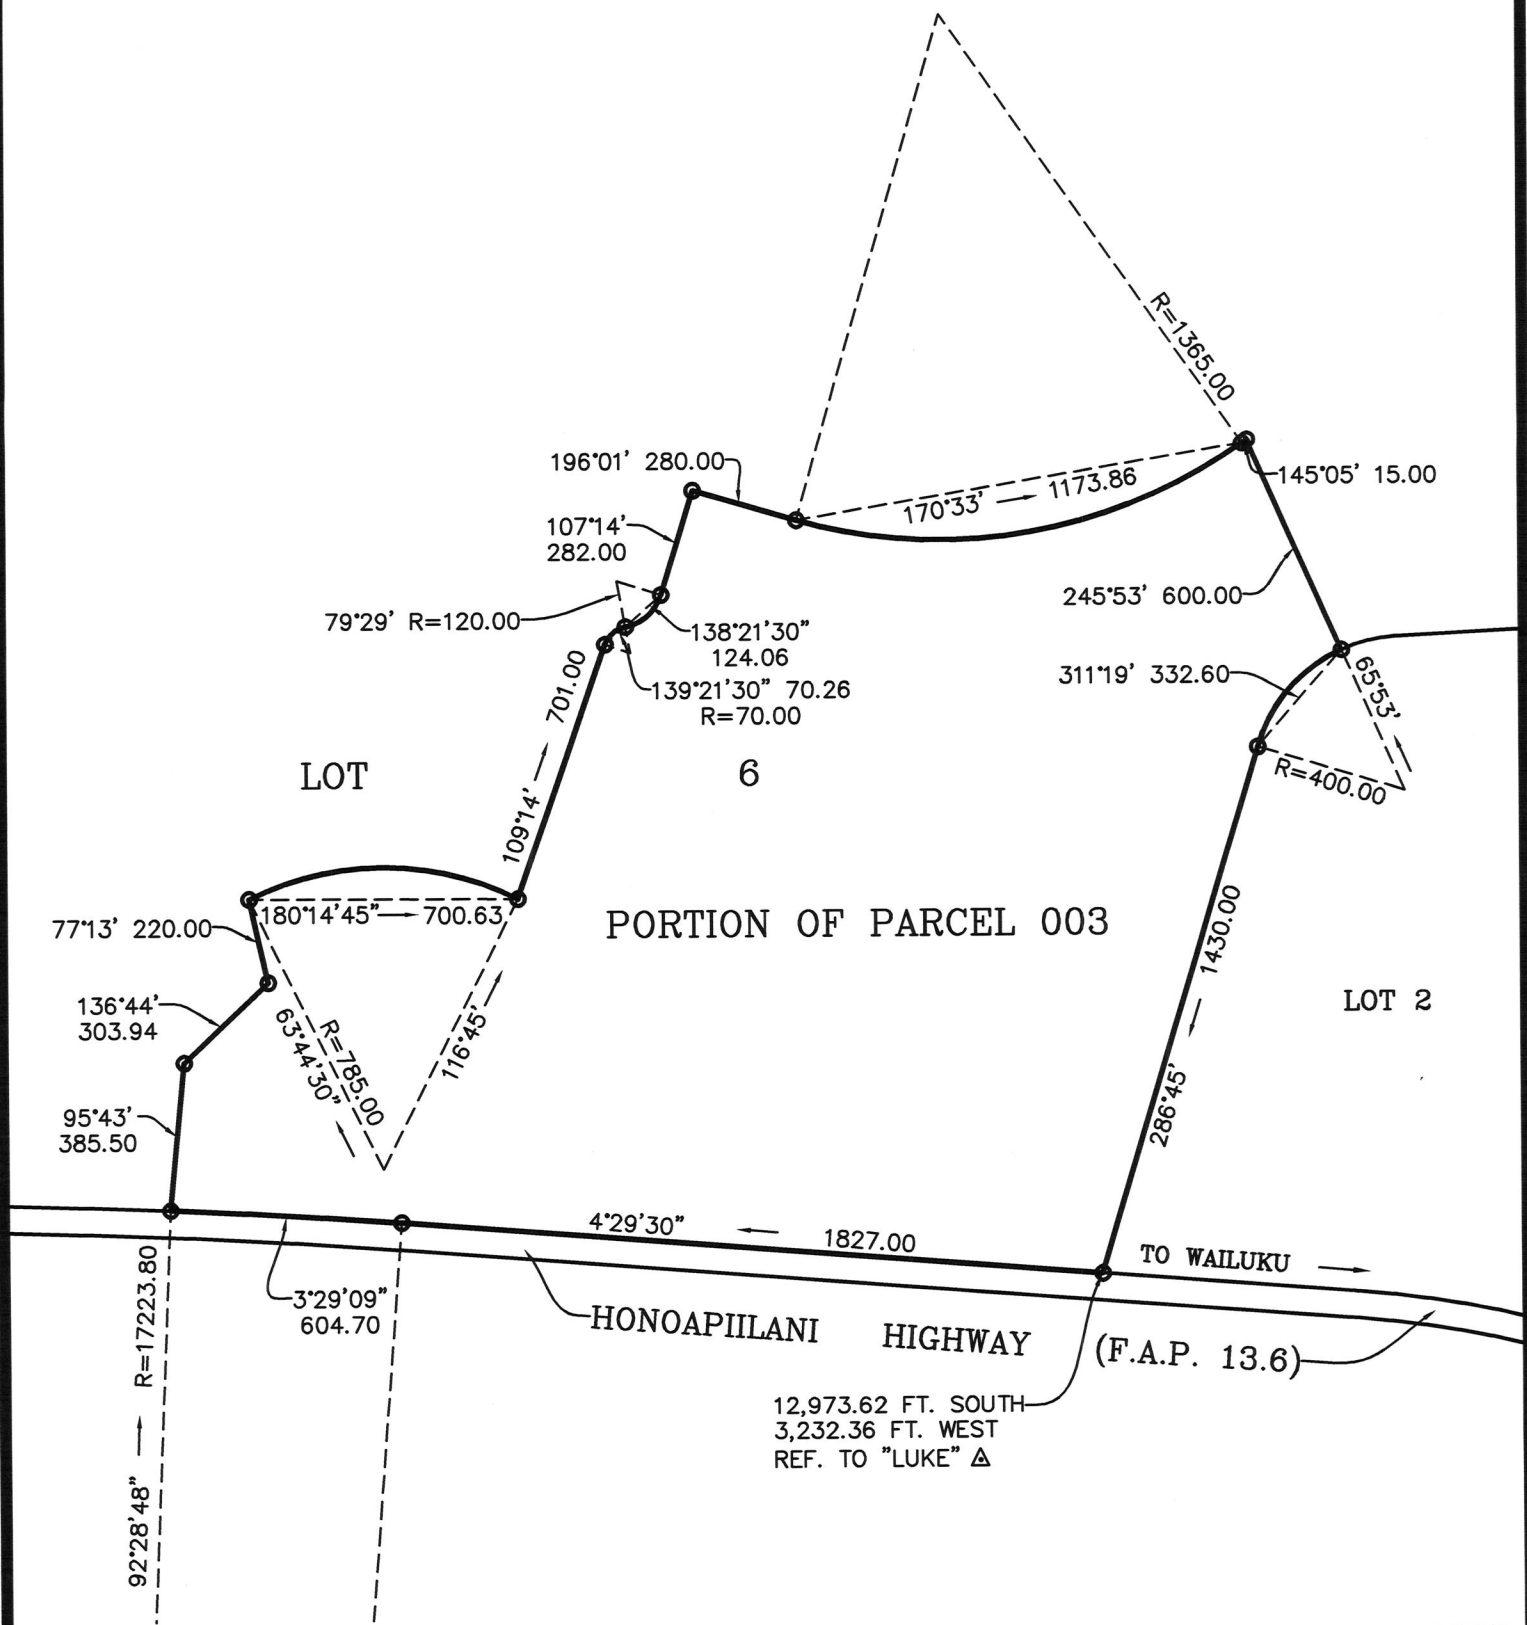 R=1365.00
196°01' 280.00
170°33' → 1173.86
145°05' 15.00
107°14'
282.00
245°53' 600.00
79°29' R=120.00
138°21'30"
124.06
139°21'30" 70.26
R=70.00
311°19' 332.60
65°53'
R=400.00
109°14' → 701.00
LOT 6
180°14'45" → 700.63
77°13' 220.00
PORTION OF PARCEL 003
286°45' ← 1430.00
LOT 2
136°44'
303.94
R=785.00
63°44'30"
116°45'
95°43'
385.50
4°29'30" ← 1827.00
TO WAILUKU →
3°29'09"
604.70
HONOAPIILANI HIGHWAY (F.A.P. 13.6)
92°28'48" → R=17223.80
12,973.62 FT. SOUTH
3,232.36 FT. WEST
REF. TO "LUKE"